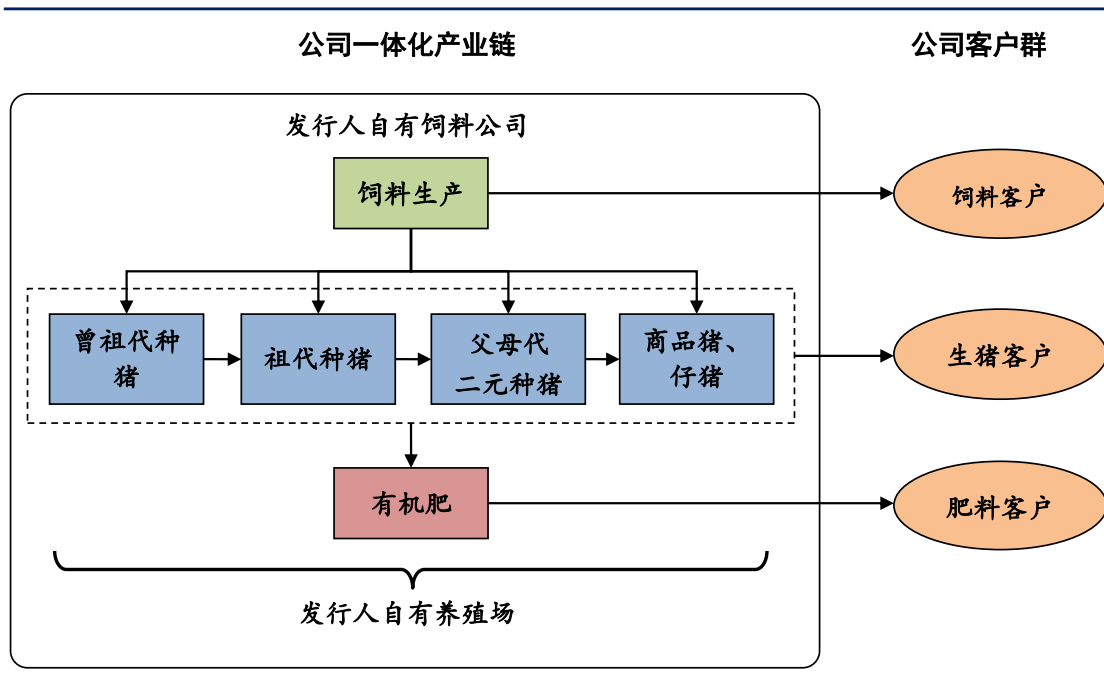 公司一体化产业链
公司客户群
发行人自有饲料公司
饲料生产
饲料客户
曾祖代种
猪
祖代种猪
父母代
二元种猪
商品猪、
仔猪
生猪客户
有机肥
肥料客户
发行人自有养殖场